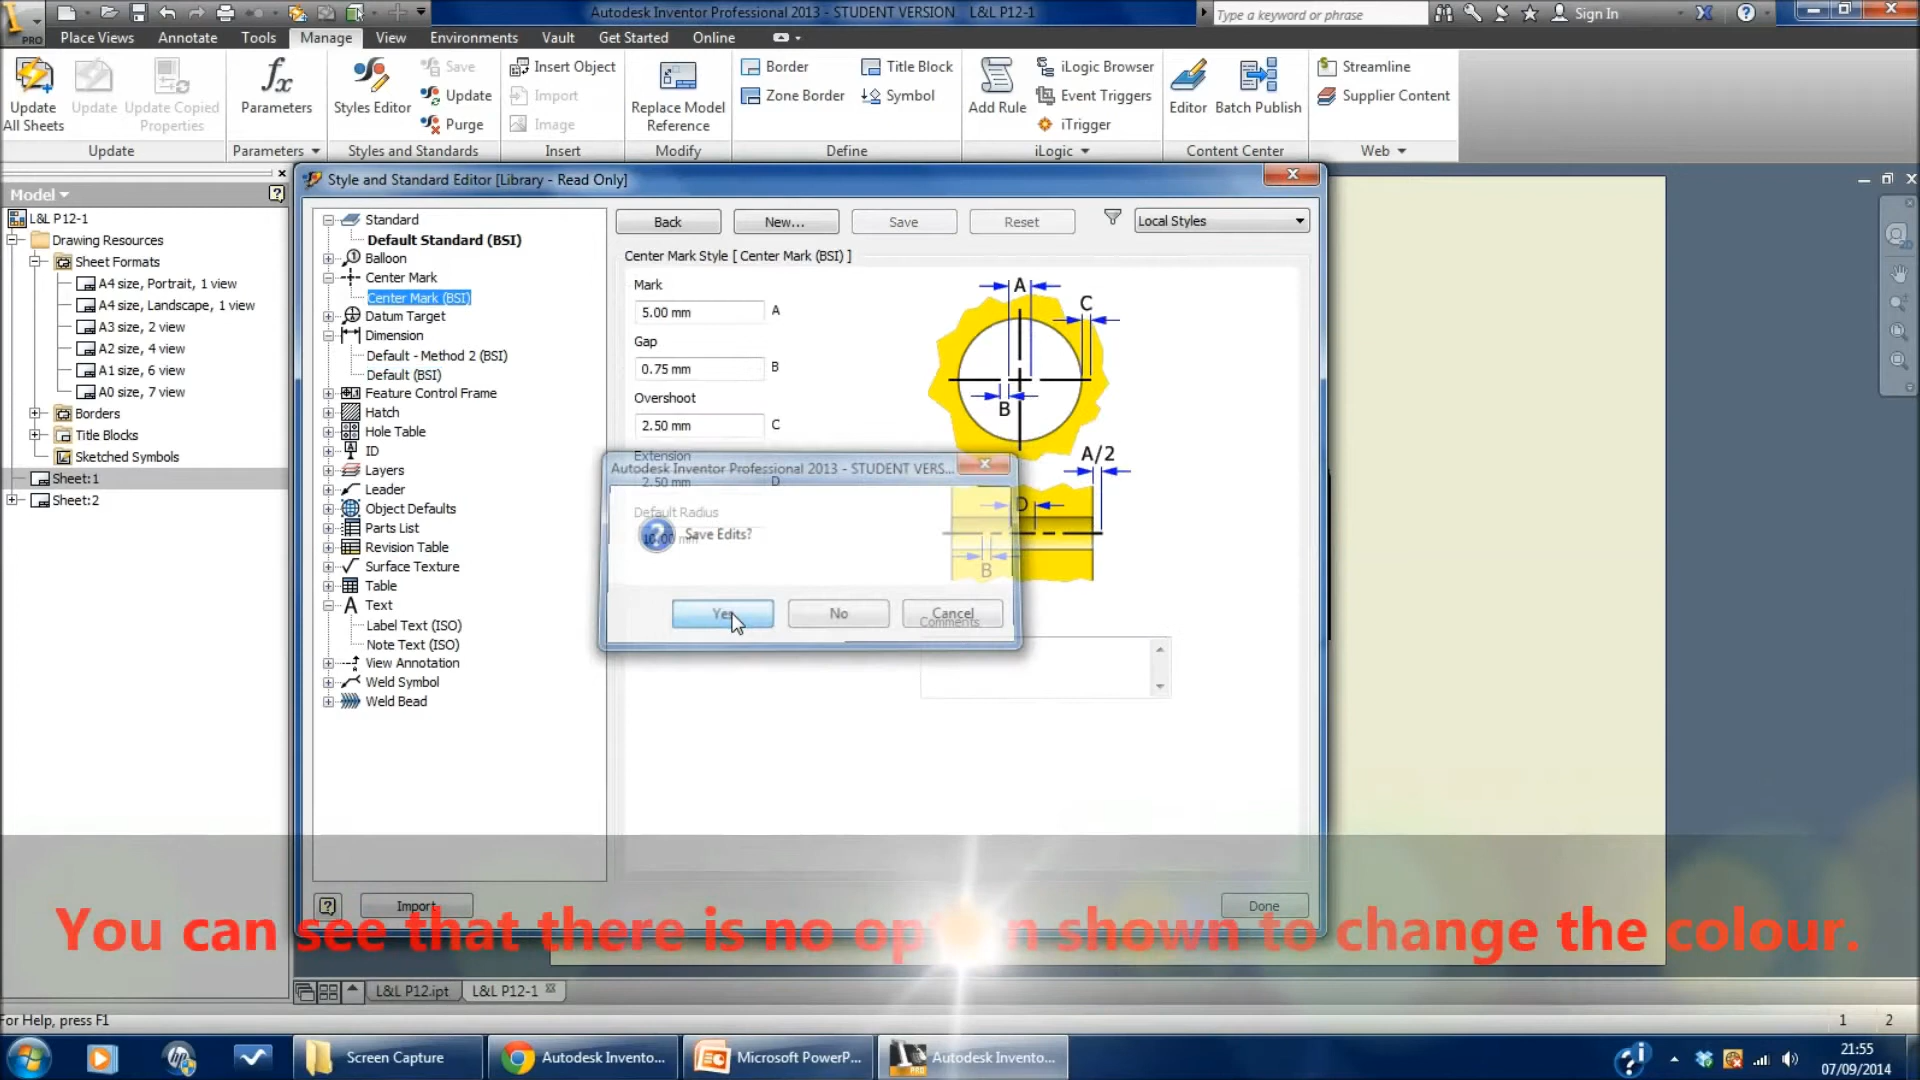 Autodesk Inventor Professional 2013 - STUDENT VERSION L&L P12-1
Type a keyword or phrase
Sign In
PRO
Place Views Annotate Tools Manage View Environments Vault Get Started Online
Update All Sheets
Update
Update Copied Properties
Update
Parameters
Parameters
Styles Editor
Save
Update
Purge
Styles and Standards
Insert Object
Import
Image
Insert
Replace Model Reference
Modify
Border
Zone Border
Title Block
Symbol
Define
Add Rule
iLogic Browser
Event Triggers
iTrigger
iLogic
Editor
Batch Publish
Content Center
Streamline
Supplier Content
Web
Model
L&L P12-1
Drawing Resources
Sheet Formats
A4 size, Portrait, 1 view
A4 size, Landscape, 1 view
A3 size, 2 view
A2 size, 4 view
A1 size, 6 view
A0 size, 7 view
Borders
Title Blocks
Sketched Symbols
Sheet:1
Sheet:2
Style and Standard Editor [Library - Read Only]
Standard
Default Standard (BSI)
Balloon
Center Mark
Center Mark (BSI)
Datum Target
Dimension
Default - Method 2 (BSI)
Default (BSI)
Feature Control Frame
Hatch
Hole Table
ID
Layers
Leader
Object Defaults
Parts List
Revision Table
Surface Texture
Table
Text
Label Text (ISO)
Note Text (ISO)
View Annotation
Weld Symbol
Weld Bead
Back New... Save Reset Local Styles
Center Mark Style [ Center Mark (BSI) ]
Mark
5.00 mm A
Gap
0.75 mm B
Overshoot
2.50 mm C
Extension
2.50 mm D
Default Radius
10.00 mm
A
C
B
A/2
D
B
Comments
Autodesk Inventor Professional 2013 - STUDENT VERS...
Save Edits?
Yes No Cancel
Import
Done
You can see that there is no option shown to change the colour.
L&L P12.ipt L&L P12-1
For Help, press F1
1 2
Screen Capture
Autodesk Invento...
Microsoft PowerP...
Autodesk Invento...
21:55
07/09/2014